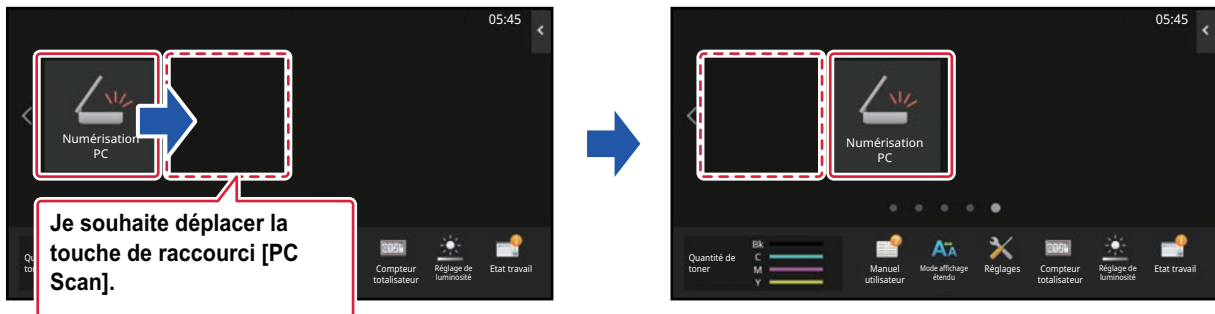 05:45
Numérisation
PC
Je souhaite déplacer la
touche de raccourci [PC
Scan].
Compteur
totalisateur
Réglage de
luminosité
Etat travail
05:45
Numérisation
PC
Quantité de
toner
Bk
C
M
Y
Manuel
utilisateur
Mode affichage
étendu
Réglages
Compteur
totalisateur
Réglage de
luminosité
Etat travail